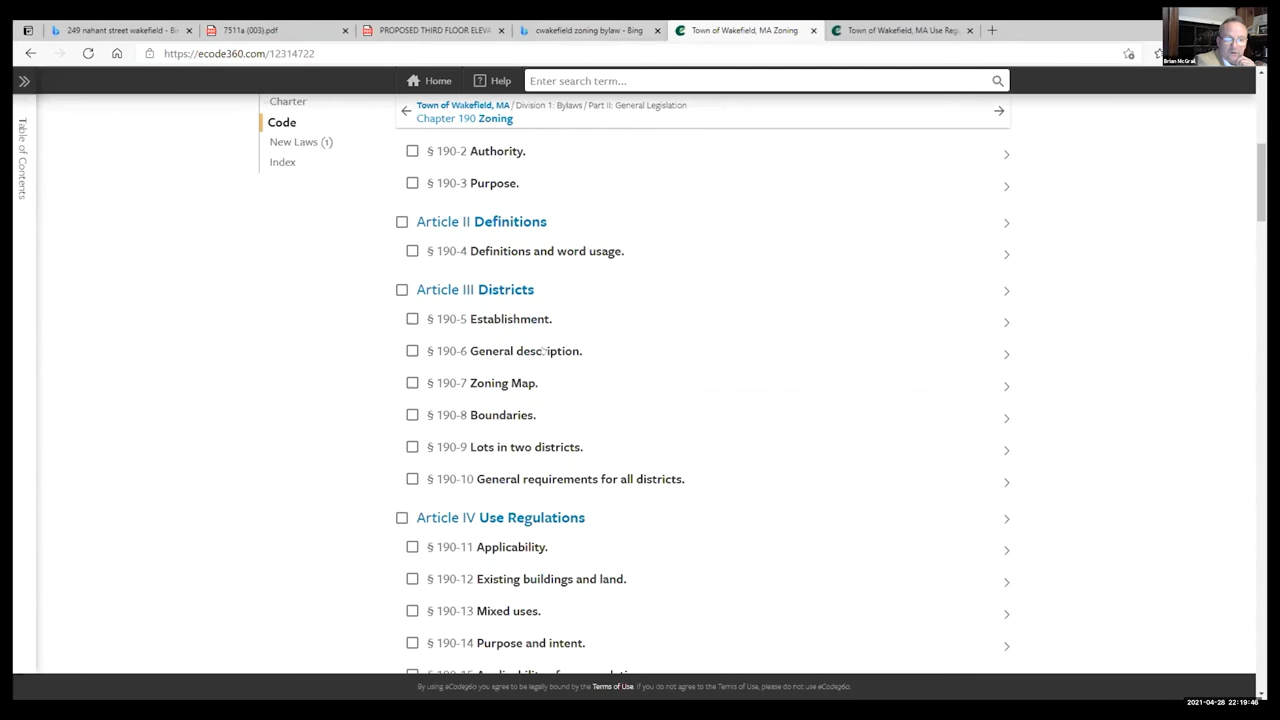 249 nahant street wakefield - Bi
7511a (003).pdf
PROPOSED THIRD FLOOR ELEVA
cwakefield zoning bylaw - Bing
Town of Wakefield, MA Zoning
Town of Wakefield, MA Use Reg
https://ecode360.com/12314722
Brian McGrail
Home
Help
Enter search term...
Table of Contents
Charter
Code
New Laws (1)
Index
Town of Wakefield, MA / Division 1: Bylaws / Part II: General Legislation
Chapter 190 Zoning
§ 190-2 Authority.
§ 190-3 Purpose.
Article II Definitions
§ 190-4 Definitions and word usage.
Article III Districts
§ 190-5 Establishment.
§ 190-6 General description.
§ 190-7 Zoning Map.
§ 190-8 Boundaries.
§ 190-9 Lots in two districts.
§ 190-10 General requirements for all districts.
Article IV Use Regulations
§ 190-11 Applicability.
§ 190-12 Existing buildings and land.
§ 190-13 Mixed uses.
§ 190-14 Purpose and intent.
By using eCode360 you agree to be legally bound by the Terms of Use. If you do not agree to the Terms of Use, please do not use eCode360.
2021-04-28 22:19:46